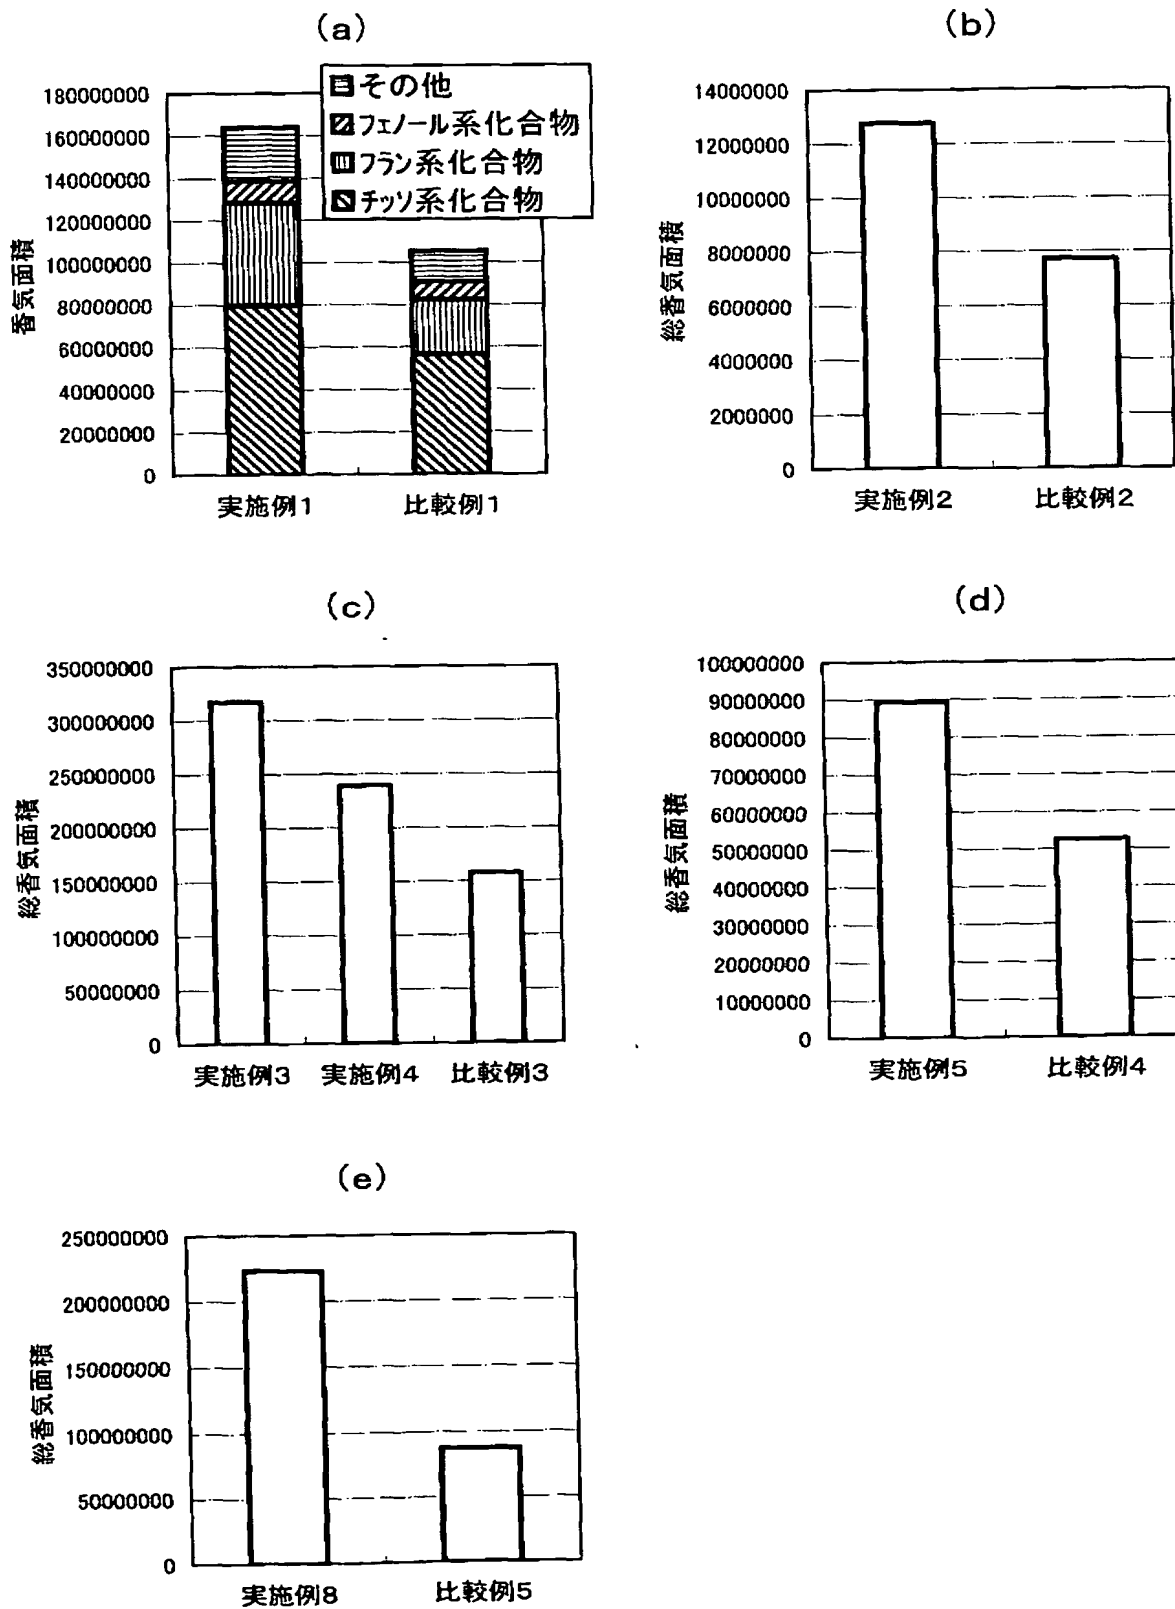 (a)
香気面積
180000000
160000000
140000000
120000000
100000000
80000000
60000000
40000000
20000000
0
その他
フェノール系化合物
フラン系化合物
チッソ系化合物
実施例1
比較例1
(b)
総香気面積
14000000
12000000
10000000
8000000
6000000
4000000
2000000
0
実施例2
比較例2
(c)
総香気面積
350000000
300000000
250000000
200000000
150000000
100000000
50000000
0
実施例3
実施例4
比較例3
(d)
総香気面積
100000000
90000000
80000000
70000000
60000000
50000000
40000000
30000000
20000000
10000000
0
実施例5
比較例4
(e)
総香気面積
250000000
200000000
150000000
100000000
50000000
0
実施例8
比較例5